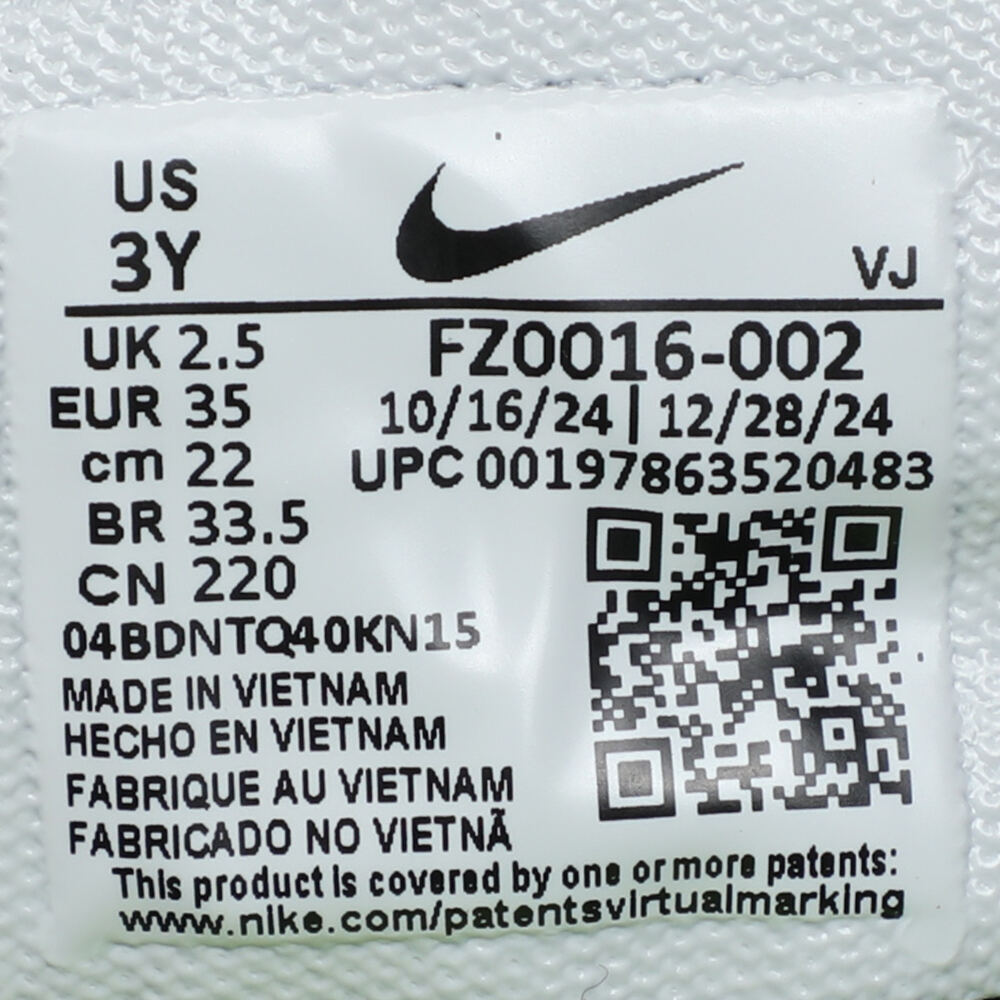 US
3Y
VJ
UK 2.5
EUR 35
cm 22
BR 33.5
CN 220
FZ0016-002
10/16/24 | 12/28/24
UPC 001978635​20483
04BDNTQ40KN15
MADE IN VIETNAM
HECHO EN VIETNAM
FABRIQUE AU VIETNAM
FABRICADO NO VIETNÃ
This product is covered by one or more patents:
www.nike.com/patentsvirtualmarking